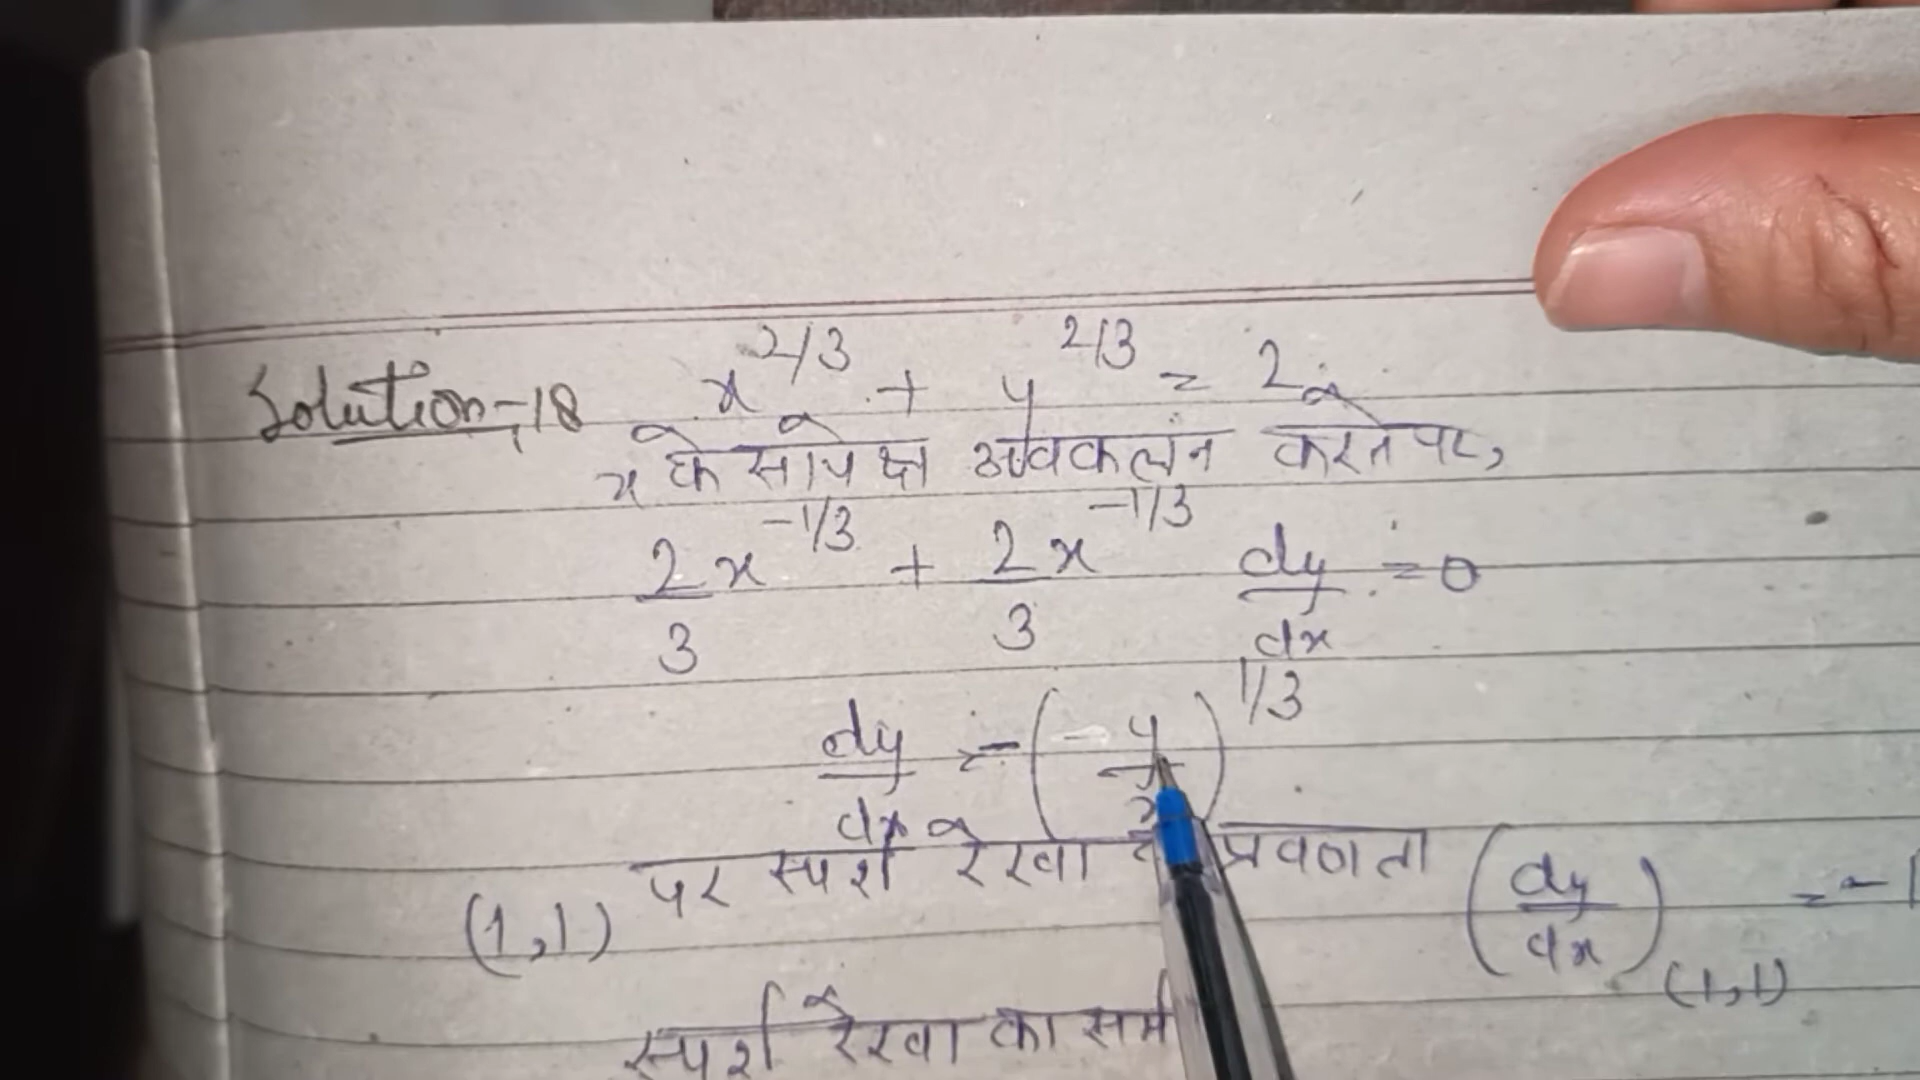 Solution-18 x^2/3 + y^2/3 = 2
x के सापेक्ष अवकलन करने पर,
2/3 x^-1/3 + 2/3 x^-1/3 dy/dx = 0
dy/dx = -(-y/x)^1/3
(1,1) पर स्पर्श रेखा प्रवणता (dy/dx)(1,1) = -1
स्पर्श रेखा का